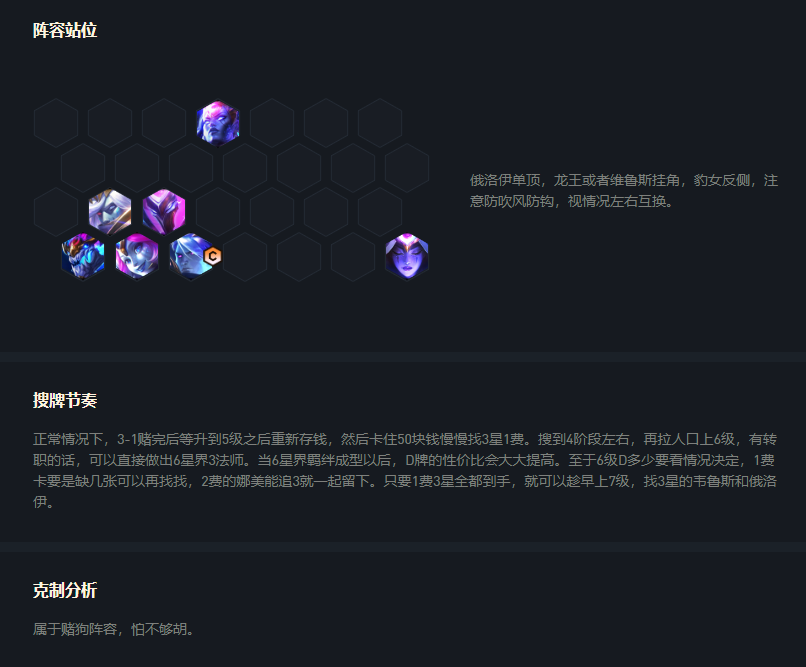 阵容站位
俄洛伊单顶，龙王或者维鲁斯挂角，豹女反侧，注
意防吹风防钩，视情况左右互换。
C
搜牌节奏
正常情况下，3-1赌完后等升到5级之后重新存钱，然后卡住50块钱慢慢找3星1费。搜到4阶段左右，再拉人口上6级，有转
职的话，可以直接做出6星界3法师。当6星界羁绊成型以后，D牌的性价比会大大提高。至于6级D多少要看情况决定，1费
卡要是缺几张可以再找找，2费的娜美能追3就一起留下。只要1费3星全都到手，就可以趁早上7级，找3星的韦鲁斯和俄洛
伊。
克制分析
属于赌狗阵容，怕不够胡。